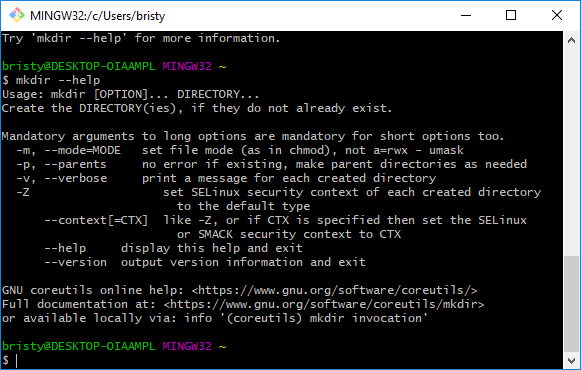 MINGW32:/c/Users/bristy
Try 'mkdir --help' for more information.
bristy@DESKTOP-OIAAMPL MINGW32 ~
$ mkdir --help
Usage: mkdir [OPTION]... DIRECTORY...
Create the DIRECTORY(ies), if they do not already exist.
Mandatory arguments to long options are mandatory for short options too.
-m, --mode=MODE   set file mode (as in chmod), not a=rwx - umask
-p, --parents     no error if existing, make parent directories as needed
-v, --verbose     print a message for each created directory
-Z                   set SELinux security context of each created directory
to the default type
--context[=CTX]  like -Z, or if CTX is specified then set the SELinux
or SMACK security context to CTX
--help     display this help and exit
--version  output version information and exit
GNU coreutils online help: <https://www.gnu.org/software/coreutils/>
Full documentation at: <https://www.gnu.org/software/coreutils/mkdir>
or available locally via: info '(coreutils) mkdir invocation'
bristy@DESKTOP-OIAAMPL MINGW32 ~
$